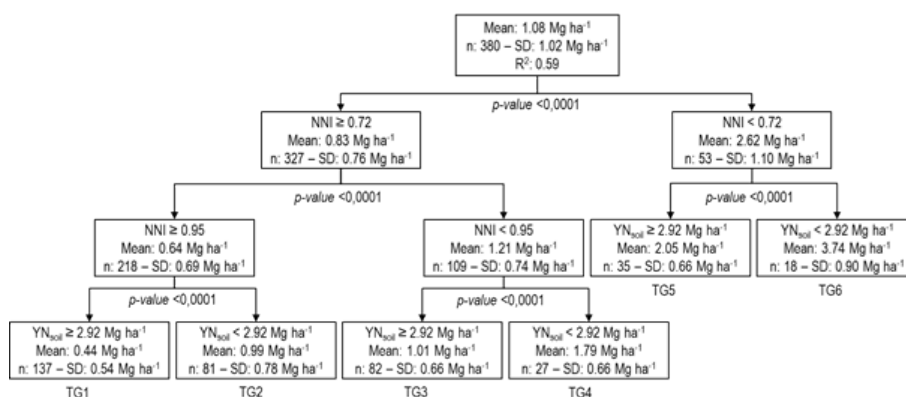 Mean: 1.08 Mg ha⁻¹
n: 380 – SD: 1.02 Mg ha⁻¹
R²: 0.59
p-value <0,0001
NNI ≥ 0.72
Mean: 0.83 Mg ha⁻¹
n: 327 – SD: 0.76 Mg ha⁻¹
NNI < 0.72
Mean: 2.62 Mg ha⁻¹
n: 53 – SD: 1.10 Mg ha⁻¹
p-value <0,0001
p-value <0,0001
NNI ≥ 0.95
Mean: 0.64 Mg ha⁻¹
n: 218 – SD: 0.69 Mg ha⁻¹
NNI < 0.95
Mean: 1.21 Mg ha⁻¹
n: 109 – SD: 0.74 Mg ha⁻¹
YNsoil ≥ 2.92 Mg ha⁻¹
Mean: 2.05 Mg ha⁻¹
n: 35 – SD: 0.66 Mg ha⁻¹
TG5
YNsoil < 2.92 Mg ha⁻¹
Mean: 3.74 Mg ha⁻¹
n: 18 – SD: 0.90 Mg ha⁻¹
TG6
p-value <0,0001
p-value <0,0001
YNsoil ≥ 2.92 Mg ha⁻¹
Mean: 0.44 Mg ha⁻¹
n: 137 – SD: 0.54 Mg ha⁻¹
TG1
YNsoil < 2.92 Mg ha⁻¹
Mean: 0.99 Mg ha⁻¹
n: 81 – SD: 0.78 Mg ha⁻¹
TG2
YNsoil ≥ 2.92 Mg ha⁻¹
Mean: 1.01 Mg ha⁻¹
n: 82 – SD: 0.66 Mg ha⁻¹
TG3
YNsoil < 2.92 Mg ha⁻¹
Mean: 1.79 Mg ha⁻¹
n: 27 – SD: 0.66 Mg ha⁻¹
TG4